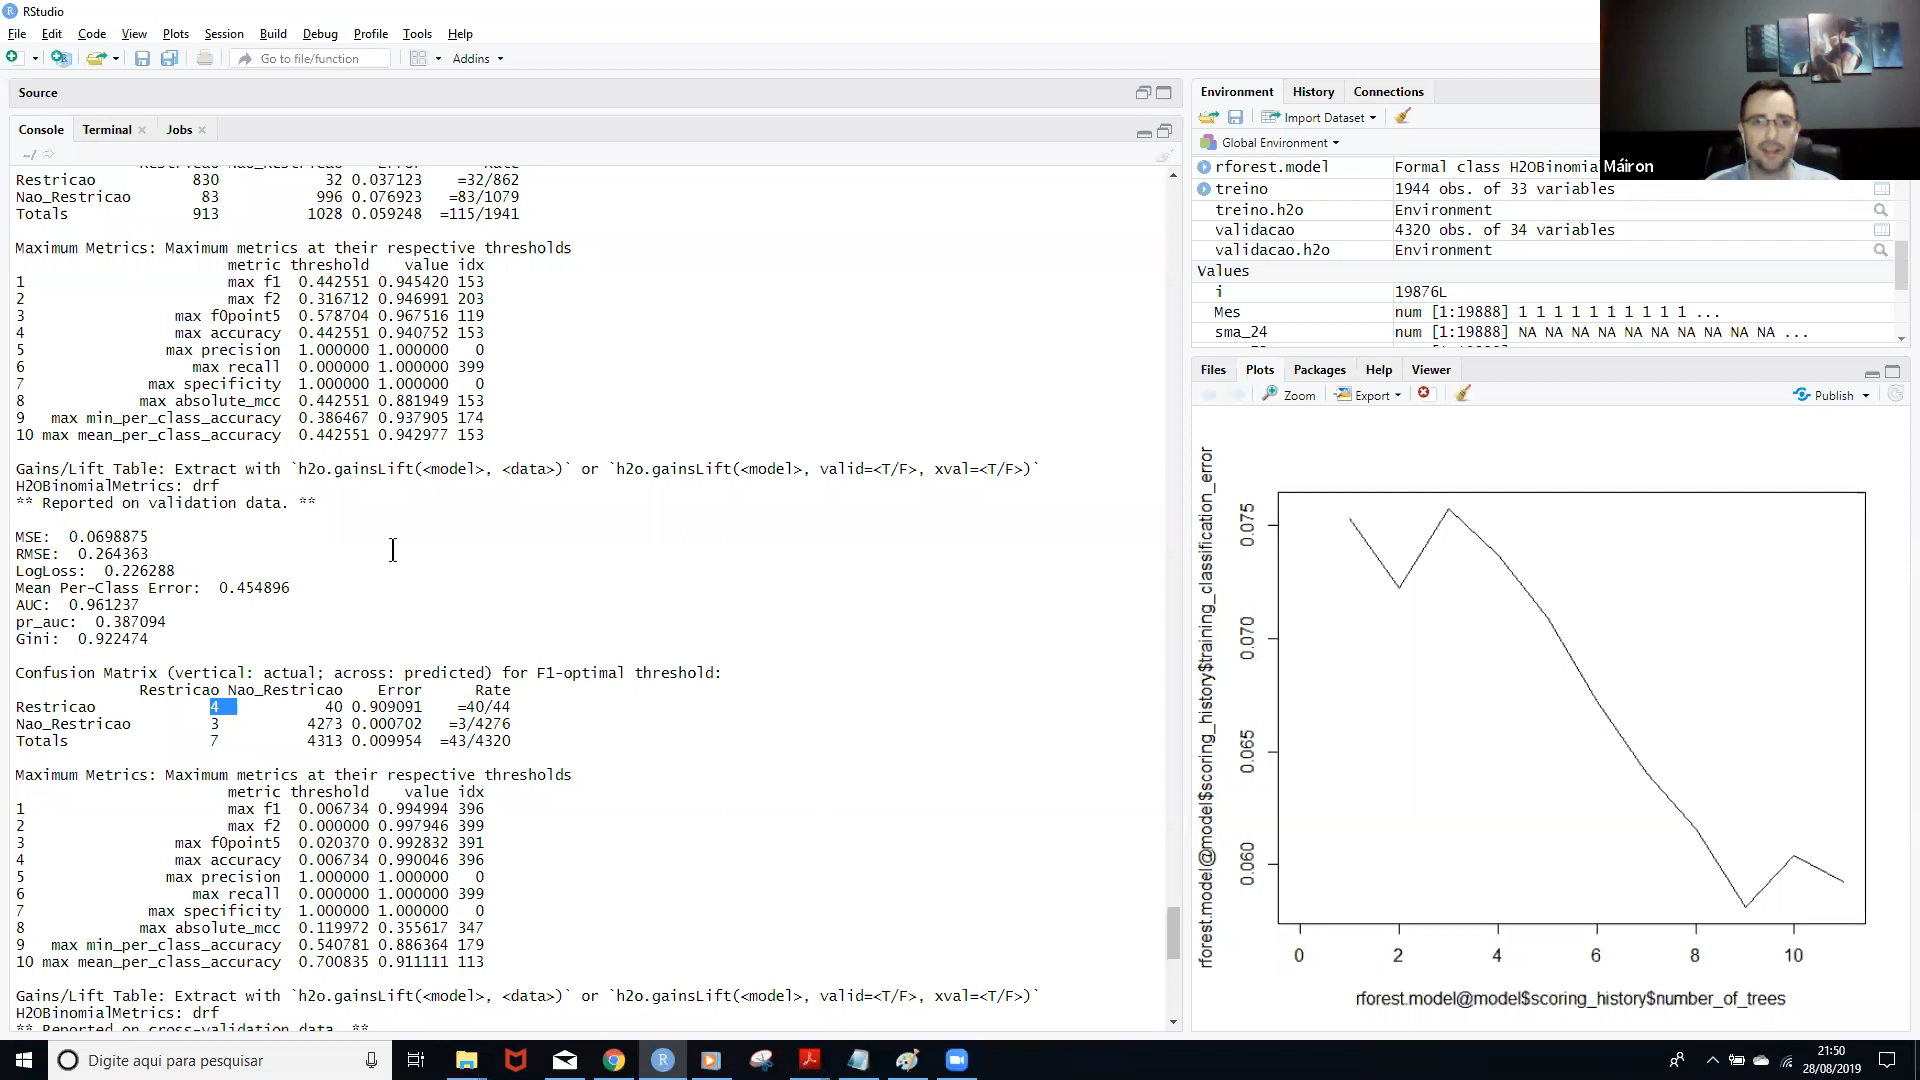 RStudio
File Edit Code View Plots Session Build Debug Profile Tools Help
Go to file/function Addins
Source
Console Terminal Jobs
~/
Restricao Nao_Restricao Error Rate
Restricao 830 32 0.037123 =32/862
Nao_Restricao 83 996 0.076923 =83/1079
Totals 913 1028 0.059248 =115/1941
Maximum Metrics: Maximum metrics at their respective thresholds
metric threshold value idx
1 max f1 0.442551 0.945420 153
2 max f2 0.316712 0.946991 203
3 max f0point5 0.578704 0.967516 119
4 max accuracy 0.442551 0.940752 153
5 max precision 1.000000 1.000000 0
6 max recall 0.000000 1.000000 399
7 max specificity 1.000000 1.000000 0
8 max absolute_mcc 0.442551 0.881949 153
9 max min_per_class_accuracy 0.386467 0.937905 174
10 max mean_per_class_accuracy 0.442551 0.942977 153
Gains/Lift Table: Extract with `h2o.gainsLift(<model>, <data>)` or `h2o.gainsLift(<model>, valid=<T/F>, xval=<T/F>)`
H2OBinomialMetrics: drf
** Reported on validation data. **
MSE: 0.0698875
RMSE: 0.264363
LogLoss: 0.226288
Mean Per-Class Error: 0.454896
AUC: 0.961237
pr_auc: 0.387094
Gini: 0.922474
Confusion Matrix (vertical: actual; across: predicted) for F1-optimal threshold:
Restricao Nao_Restricao Error Rate
Restricao 4 40 0.909091 =40/44
Nao_Restricao 3 4273 0.000702 =3/4276
Totals 7 4313 0.009954 =43/4320
Maximum Metrics: Maximum metrics at their respective thresholds
metric threshold value idx
1 max f1 0.006734 0.994994 396
2 max f2 0.000000 0.997946 399
3 max f0point5 0.020370 0.992832 391
4 max accuracy 0.006734 0.990046 396
5 max precision 1.000000 1.000000 0
6 max recall 0.000000 1.000000 399
7 max specificity 1.000000 1.000000 0
8 max absolute_mcc 0.119972 0.355617 347
9 max min_per_class_accuracy 0.540781 0.886364 179
10 max mean_per_class_accuracy 0.700835 0.911111 113
Gains/Lift Table: Extract with `h2o.gainsLift(<model>, <data>)` or `h2o.gainsLift(<model>, valid=<T/F>, xval=<T/F>)`
H2OBinomialMetrics: drf
** Reported on cross-validation data. **
Environment History Connections
Import Dataset
Global Environment
Máiron
rforest.model Formal class H2OBinomia
treino 1944 obs. of 33 variables
treino.h2o Environment
validacao 4320 obs. of 34 variables
validacao.h2o Environment
Values
i 19876L
Mes num [1:19888] 1 1 1 1 1 1 1 1 1 1 ...
sma_24 num [1:19888] NA NA NA NA NA NA NA NA NA NA ...
Files Plots Packages Help Viewer
Zoom Export Publish
rforest.model@model$scoring_history$training_classification_error
0.075
0.070
0.065
0.060
0 2 4 6 8 10
rforest.model@model$scoring_history$number_of_trees
Digite aqui para pesquisar
21:50
28/08/2019